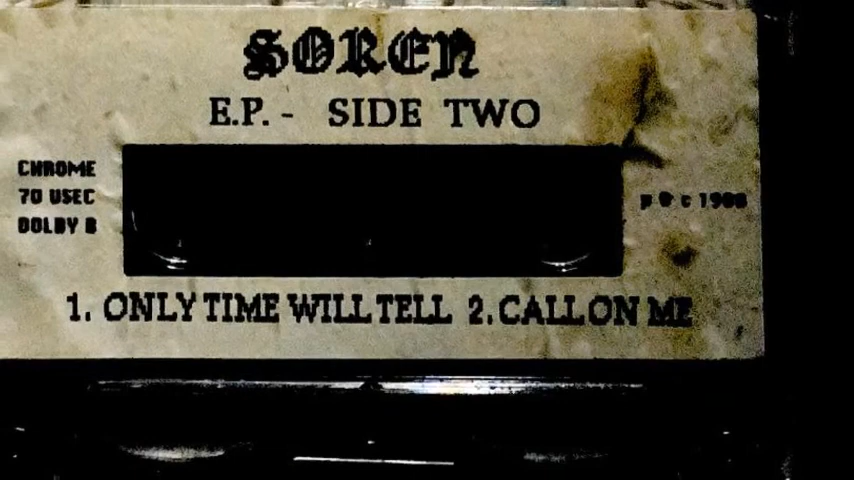 SOREN
E.P. - SIDE TWO
CHROME
70 USEC
DOLBY B
p & c
1. ONLY TIME WILL TELL 2. CALL ON ME